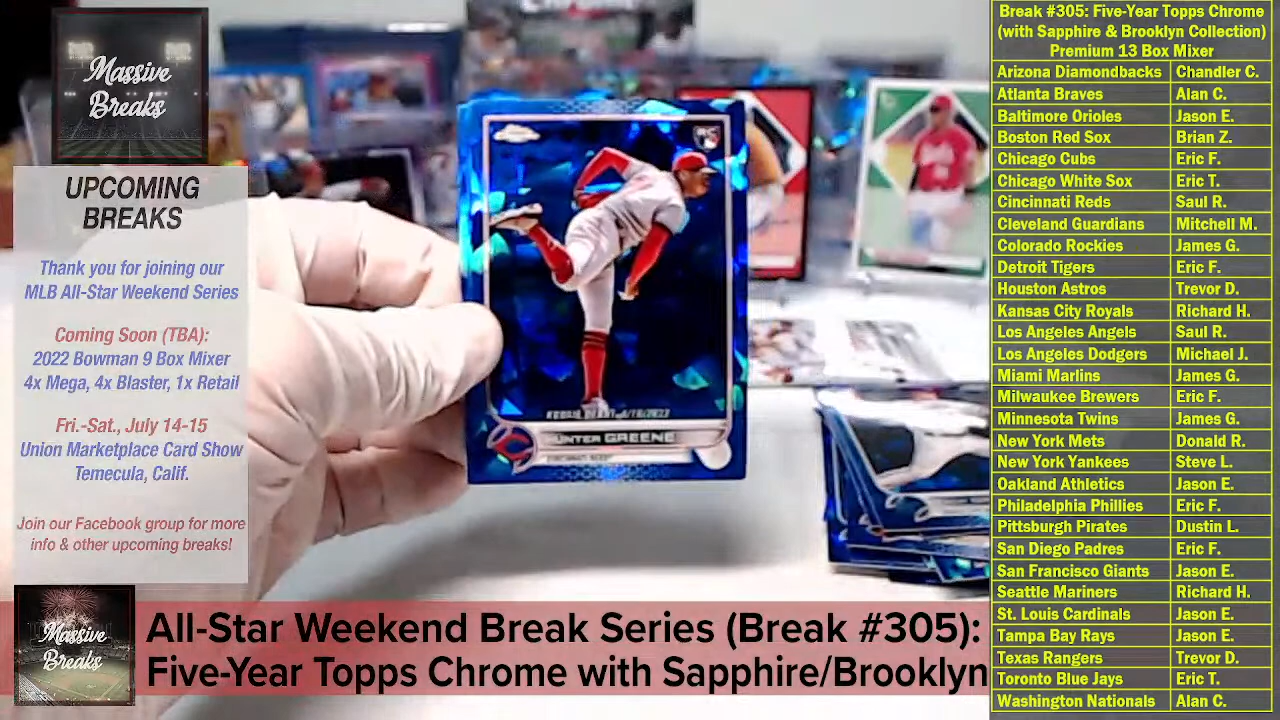 Massive
Breaks
UPCOMING
BREAKS
Thank you for joining our
MLB All-Star Weekend Series
Coming Soon (TBA):
2022 Bowman 9 Box Mixer
4x Mega, 4x Blaster, 1x Retail
Fri.-Sat., July 14-15
Union Marketplace Card Show
Temecula, Calif.
Join our Facebook group for more
info & other upcoming breaks!
RC
HUNTER GREENE
CINCINNATI REDS
Massive
Breaks
All-Star Weekend Break Series (Break #305):
Five-Year Topps Chrome with Sapphire/Brooklyn
Break #305: Five-Year Topps Chrome
(with Sapphire & Brooklyn Collection)
Premium 13 Box Mixer
Arizona Diamondbacks Chandler C.
Atlanta Braves Alan C.
Baltimore Orioles Jason E.
Boston Red Sox Brian Z.
Chicago Cubs Eric F.
Chicago White Sox Eric T.
Cincinnati Reds Saul R.
Cleveland Guardians Mitchell M.
Colorado Rockies James G.
Detroit Tigers Eric F.
Houston Astros Trevor D.
Kansas City Royals Richard H.
Los Angeles Angels Saul R.
Los Angeles Dodgers Michael J.
Miami Marlins James G.
Milwaukee Brewers Eric F.
Minnesota Twins James G.
New York Mets Donald R.
New York Yankees Steve L.
Oakland Athletics Jason E.
Philadelphia Phillies Eric F.
Pittsburgh Pirates Dustin L.
San Diego Padres Eric F.
San Francisco Giants Jason E.
Seattle Mariners Richard H.
St. Louis Cardinals Jason E.
Tampa Bay Rays Jason E.
Texas Rangers Trevor D.
Toronto Blue Jays Eric T.
Washington Nationals Alan C.